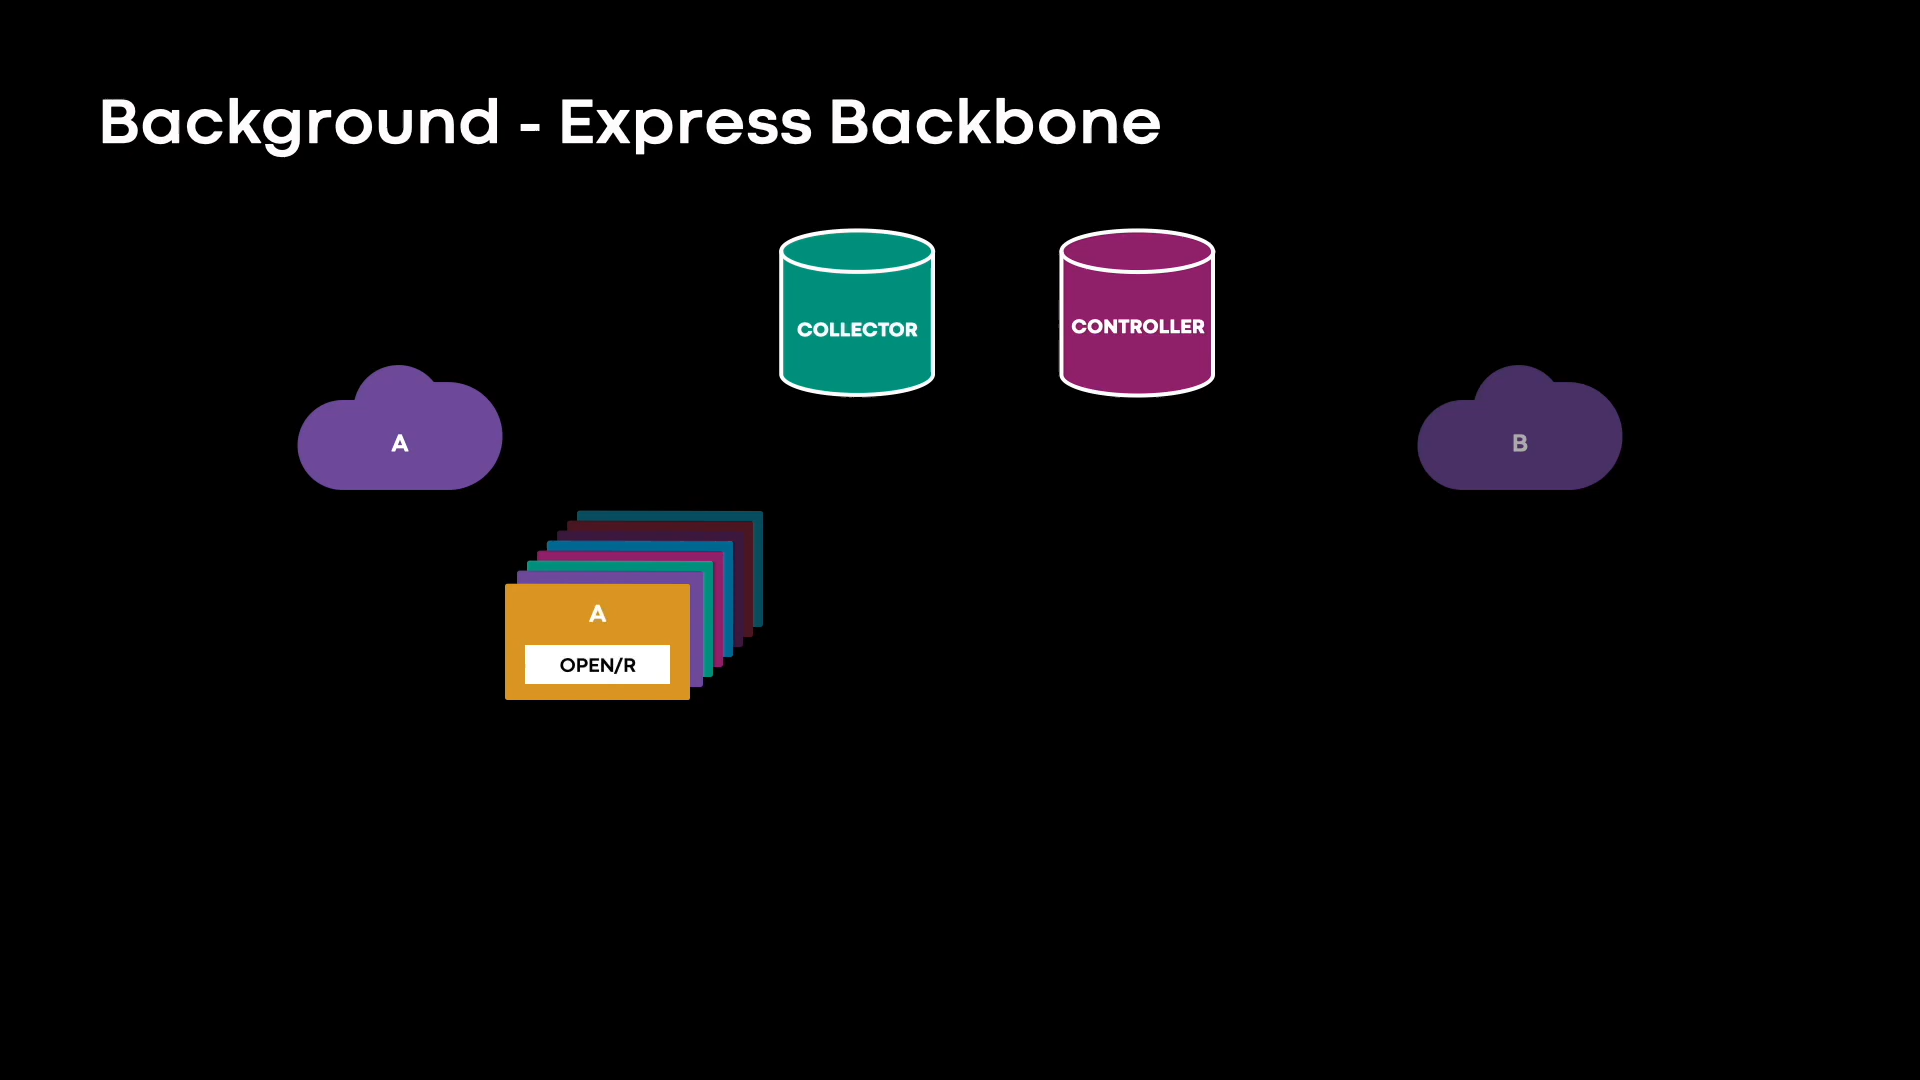 Background - Express Backbone
COLLECTOR
CONTROLLER
A
B
A
OPEN/R